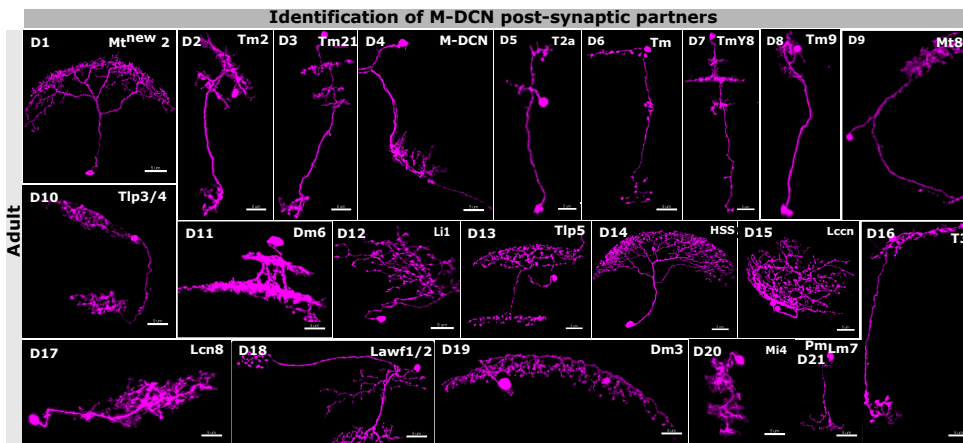 Identification of M-DCN post-synaptic partners
Adult
D1 Mt new 2
D2 Tm2
D3 Tm21
D4 M-DCN
D5 T2a
D6 Tm
D7 TmY8
D8 Tm9
D9 Mt8
D10 Tlp3/4
D11 Dm6
D12 Li1
D13 Tlp5
D14 HSS
D15 Lccn
D16 T3
D17 Lcn8
D18 Lawf1/2
D19 Dm3
D20 Mi4
Pm Lm7
D21